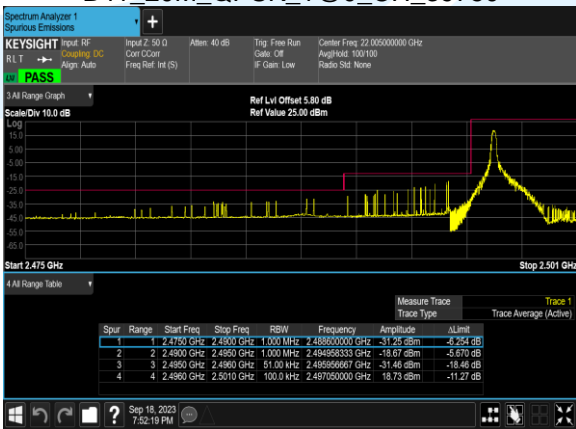 Spectrum Analyzer 1
Spurious Emissions
+
KEYSIGHT Input: RF Input Z: 50 Ω Atten: 40 dB Trig: Free Run Center Freq: 22.005000000 GHz
RLT Coupling: DC Corr CCorr Gate: Off Avg|Hold: 100/100
Align: Auto Freq Ref: Int (S) IF Gain: Low Radio Std: None
PASS
3 All Range Graph Ref Lvl Offset 5.80 dB
Scale/Div 10.0 dB Ref Value 25.00 dBm
Log
15.0
5.00
-5.00
-15.0
-25.0
-35.0
-45.0
-55.0
-65.0
Start 2.475 GHz Stop 2.501 GHz
4 All Range Table
Measure Trace Trace 1
Trace Type Trace Average (Active)
Spur Range Start Freq Stop Freq RBW Frequency Amplitude ΔLimit
1 1 2.4750 GHz 2.4900 GHz 1.000 MHz 2.488600000 GHz -31.25 dBm -6.254 dB
2 2 2.4900 GHz 2.4950 GHz 1.000 MHz 2.494958333 GHz -18.67 dBm -5.670 dB
3 3 2.4950 GHz 2.4960 GHz 51.00 kHz 2.495956667 GHz -31.46 dBm -18.46 dB
4 4 2.4960 GHz 2.5010 GHz 100.0 kHz 2.497050000 GHz 18.73 dBm -11.27 dB
? Sep 18, 2023
7:52:19 PM